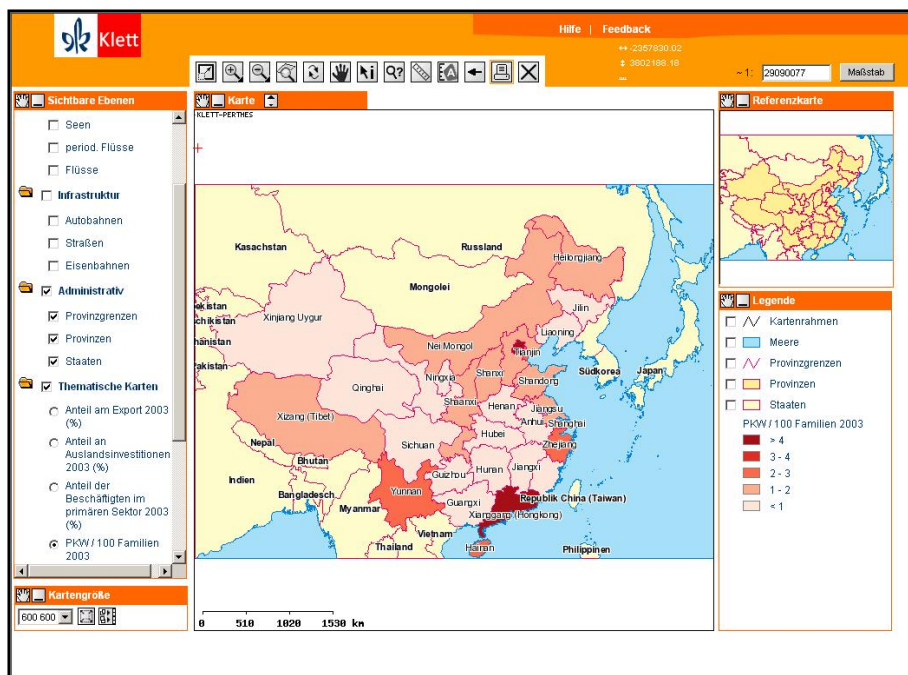 Klett
Hilfe | Feedback
-2357830.02
3802188.18
~ 1: 29090077 Maßstab
Sichtbare Ebenen
Seen
period. Flüsse
Flüsse
Infrastruktur
Autobahnen
Straßen
Eisenbahnen
Administrativ
Provinzgrenzen
Provinzen
Staaten
Thematische Karten
Anteil am Export 2003
(%)
Anteil an
Auslandsinvestitionen
2003 (%)
Anteil der
Beschäftigten im
primären Sektor 2003
(%)
PKW / 100 Familien
2003
Kartengröße
600 600
Karte
KLETT-PERTHES
Kasachstan
Russland
Heilongjiang
Mongolei
Jilin
Xinjiang Uygur
Liaoning
Nei Mongol
Tianjin
Südkorea
Japan
Ningxia
Shanxi
Shandong
Qinghai
Shaanxi
Henan
Jiangsu
Xizang (Tibet)
Anhui
Shanghai
Sichuan
Hubei
Zhejiang
Nepal
Bhutan
Guizhou
Hunan
Jiangxi
Indien
Bangladesch
Yunnan
Guangxi
Republik China (Taiwan)
Myanmar
Xianggang (Hongkong)
Vietnam
Thailand
Hainan
Philippinen
0 510 1020 1530 km
Referenzkarte
Legende
Kartenrahmen
Meere
Provinzgrenzen
Provinzen
Staaten
PKW / 100 Familien 2003
> 4
3 - 4
2 - 3
1 - 2
< 1